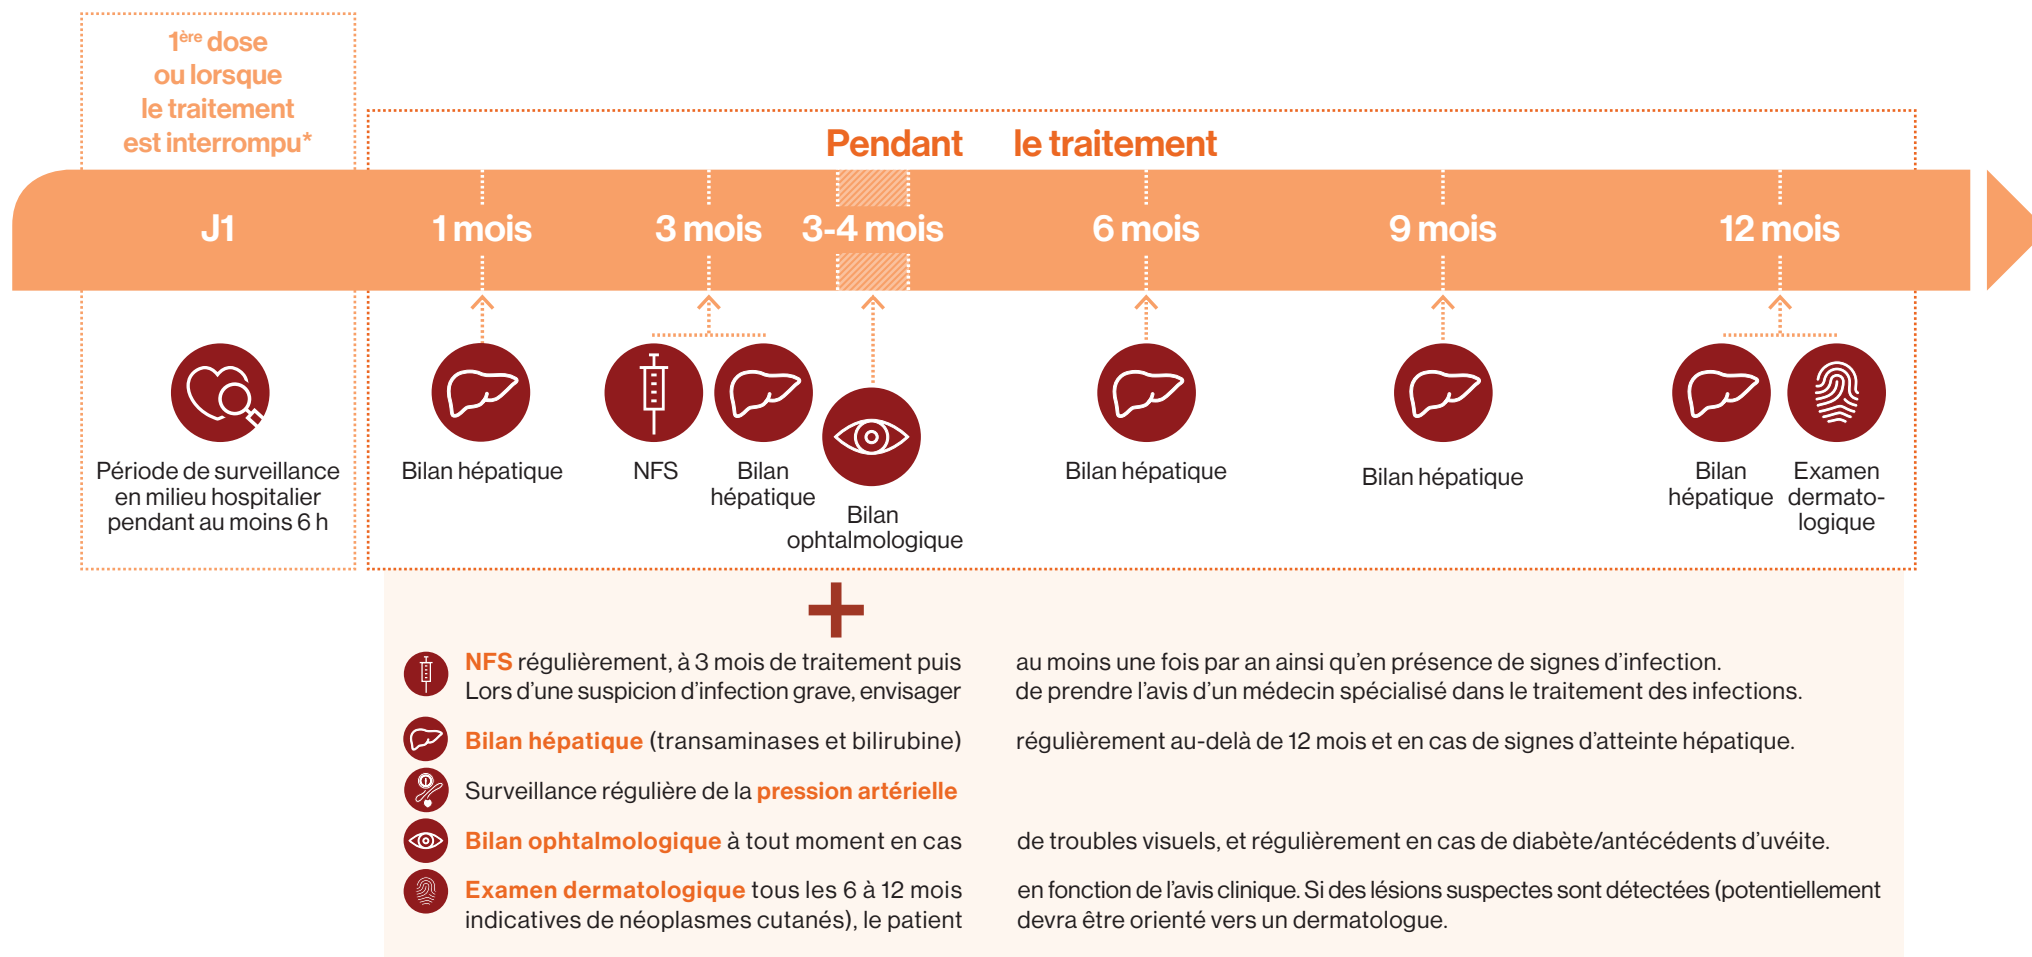 1ère dose
ou lorsque
le traitement
est interrompu*
Pendant le traitement
J1
1 mois
3 mois
3-4 mois
6 mois
9 mois
12 mois
Période de surveillance
en milieu hospitalier
pendant au moins 6 h
Bilan hépatique
NFS
Bilan
hépatique
Bilan
ophtalmologique
Bilan hépatique
Bilan hépatique
Bilan
hépatique
Examen
dermato-
logique
NFS régulièrement, à 3 mois de traitement puis au moins une fois par an ainsi qu’en présence de signes d’infection.
Lors d’une suspicion d’infection grave, envisager de prendre l’avis d’un médecin spécialisé dans le traitement des infections.
Bilan hépatique (transaminases et bilirubine) régulièrement au-delà de 12 mois et en cas de signes d’atteinte hépatique.
Surveillance régulière de la pression artérielle
Bilan ophtalmologique à tout moment en cas de troubles visuels, et régulièrement en cas de diabète/antécédents d’uvéite.
Examen dermatologique tous les 6 à 12 mois en fonction de l’avis clinique. Si des lésions suspectes sont détectées (potentiellement
indicatives de néoplasmes cutanés), le patient devra être orienté vers un dermatologue.